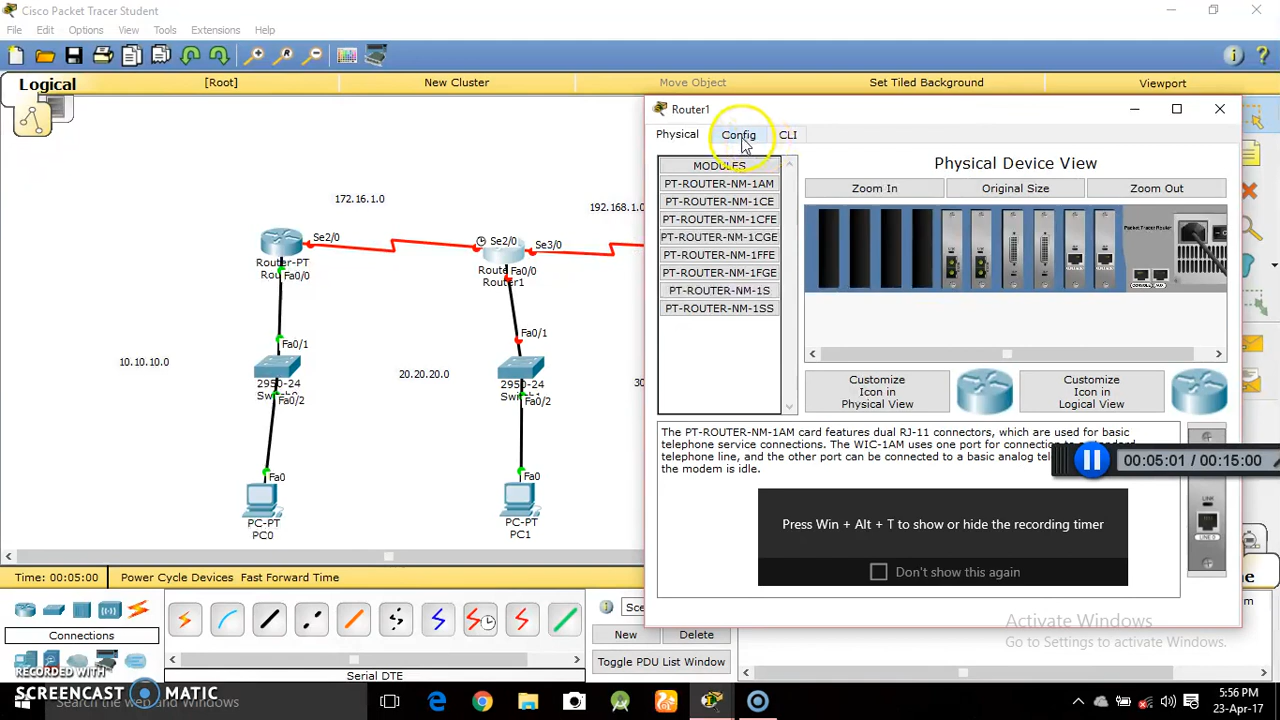 Cisco Packet Tracer Student
File Edit Options View Tools Extensions Help
Logical [Root] New Cluster Move Object Set Tiled Background Viewport
Router1
Physical Config CLI
MODULES
PT-ROUTER-NM-1AM
PT-ROUTER-NM-1CE
PT-ROUTER-NM-1CFE
PT-ROUTER-NM-1CGE
PT-ROUTER-NM-1FFE
PT-ROUTER-NM-1FGE
PT-ROUTER-NM-1S
PT-ROUTER-NM-1SS
Physical Device View
Zoom In Original Size Zoom Out
Customize
Icon in
Physical View
Customize
Icon in
Logical View
The PT-ROUTER-NM-1AM card features dual RJ-11 connectors, which are used for basic
telephone service connections. The WIC-1AM uses one port for connection to a standard
telephone line, and the other port can be connected to a basic analog
the modem is idle.
00:05:01 / 00:15:00
Press Win + Alt + T to show or hide the recording timer
Don't show this again
172.16.1.0
192.168.1.0
Se2/0
Se2/0
Se3/0
Router-PT
Fa0/0
Fa0/0
Router1
Fa0/1
Fa0/1
10.10.10.0
20.20.20.0
2950-24
Fa0/2
2950-24
Fa0/2
Fa0
Fa0
PC-PT
PC0
PC-PT
PC1
Time: 00:05:00 Power Cycle Devices Fast Forward Time
Connections
Serial DTE
New Delete
Toggle PDU List Window
Activate Windows
Go to Settings to activate Windows.
RECORDED WITH
SCREENCAST MATIC
Search the web and Windows
5:56 PM
23-Apr-17